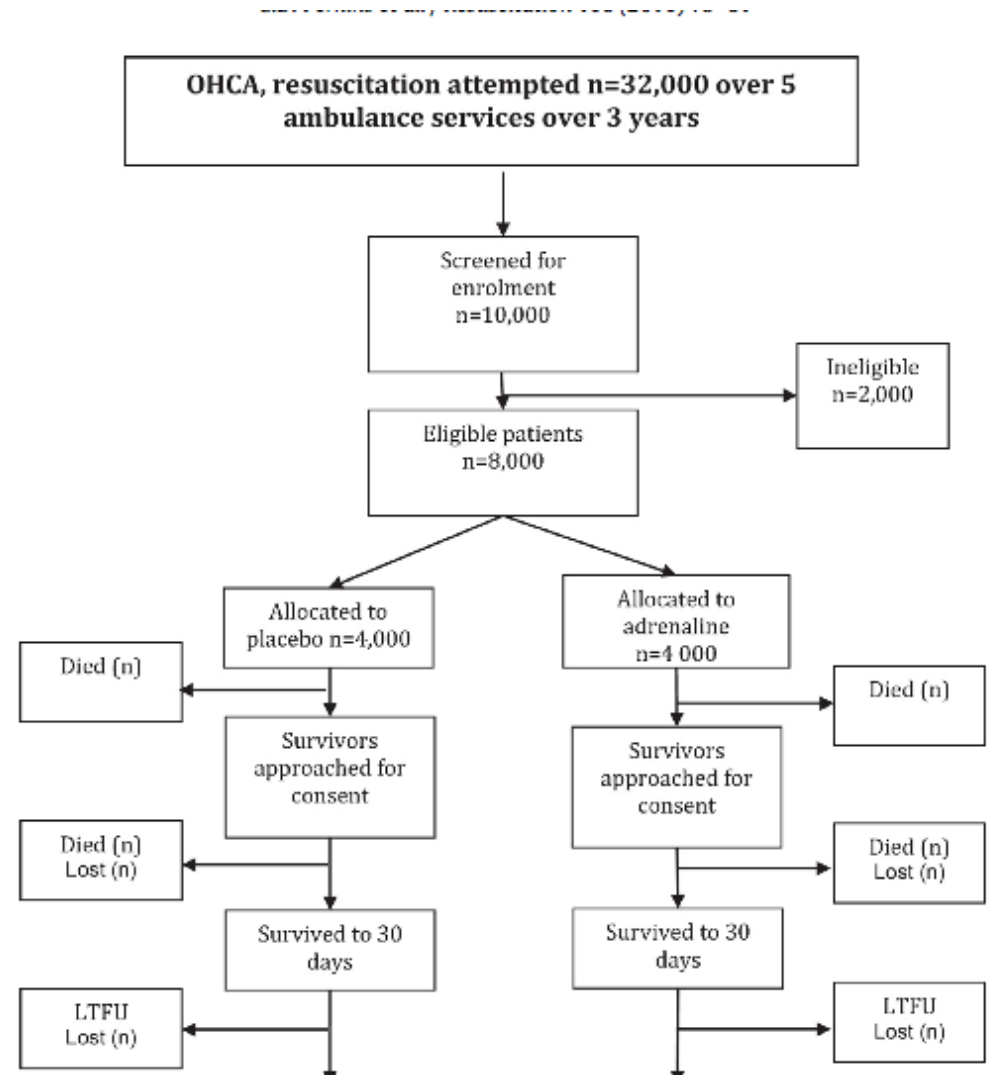 OHCA, resuscitation attempted n=32,000 over 5
ambulance services over 3 years
Screened for
enrolment
n=10,000
Ineligible
n=2,000
Eligible patients
n=8,000
Allocated to
placebo n=4,000
Allocated to
adrenaline
n=4 000
Died (n)
Died (n)
Survivors
approached for
consent
Survivors
approached for
consent
Died (n)
Lost (n)
Died (n)
Lost (n)
Survived to 30
days
Survived to 30
days
LTFU
Lost (n)
LTFU
Lost (n)